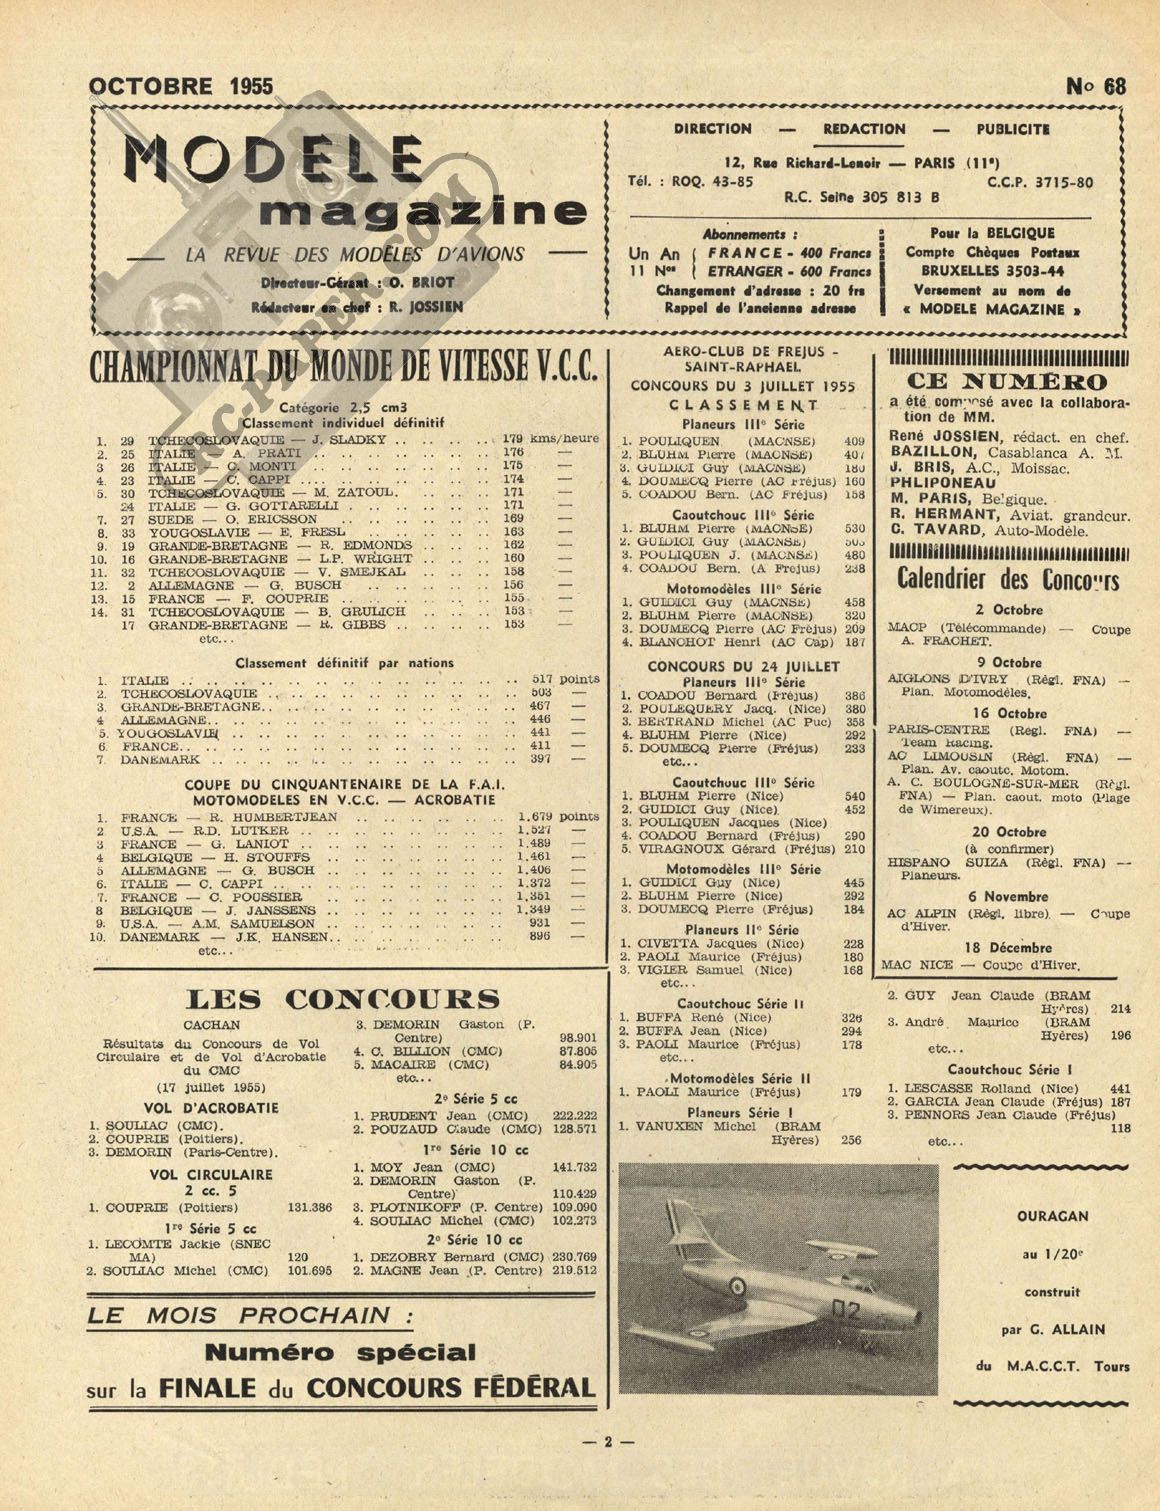 OCTOBRE 1955
No 68
MODELE
magazine
LA REVUE DES MODÈLES D'AVIONS
Directeur-Gérant : O. BRIOT
Rédacteur en chef : R. JOSSIEN
DIRECTION — REDACTION — PUBLICITE
12, Rue Richard-Lenoir — PARIS (11e)
Tél. : ROQ. 43-85 C.C.P. 3715-80
R.C. Seine 305 813 B
Abonnements :
Un An ( FRANCE - 400 Francs
11 Nos ( ETRANGER - 600 Francs
Changement d'adresse : 20 frs
Rappel de l'ancienne adresse
Pour la BELGIQUE
Compte Chèques Postaux
BRUXELLES 3503-44
Versement au nom de
« MODELE MAGAZINE »
RC-PAPER.COM
CHAMPIONNAT DU MONDE DE VITESSE V.C.C.
Catégorie 2,5 cm3
Classement individuel définitif
1. 29 TCHECOSLOVAQUIE — J. SLADKY .. .. .. .. 179 kms/heure
2. 25 ITALIE — A. PRATI .. .. .. .. .. .. 176 —
3 26 ITALIE — C. MONTI .. .. .. .. .. .. 175 —
4. 23 ITALIE — C. CAPPI .. .. .. .. .. .. 174 —
5. 30 TCHECOSLOVAQUIE — M. ZATOUL. .. .. .. .. 171 —
24 ITALIE — G. GOTTARELLI .. .. .. .. .. 171 —
7. 27 SUEDE — O. ERICSSON .. .. .. .. .. 169 —
8. 33 YOUGOSLAVIE — E. FRESL .. .. .. .. 163 —
9. 19 GRANDE-BRETAGNE — R. EDMONDS .. .. .. .. 162 —
10. 16 GRANDE-BRETAGNE — L.P. WRIGHT .. .. .. 160 —
11. 32 TCHECOSLOVAQUIE — V. SMEJKAL .. .. .. .. 158 —
12. 2 ALLEMAGNE — G. BUSCH .. .. .. .. .. 156 —
13. 15 FRANCE — F. COUPRIE .. .. .. .. .. 155 —
14. 31 TCHECOSLOVAQUIE — B. GRULICH .. .. .. .. 153 —
17 GRANDE-BRETAGNE — R. GIBBS .. .. .. .. 153 —
etc...
Classement définitif par nations
1. ITALIE .. .. .. .. .. .. .. .. 517 points
2. TCHECOSLOVAQUIE .. .. .. .. .. .. 503 —
3. GRANDE-BRETAGNE.. .. .. .. .. .. 467 —
4 ALLEMAGNE.. .. .. .. .. .. .. 446 —
5. YOUGOSLAVIE .. .. .. .. .. .. .. 441 —
6. FRANCE.. .. .. .. .. .. .. .. 411 —
7. DANEMARK .. .. .. .. .. .. .. 397 —
COUPE DU CINQUANTENAIRE DE LA F.A.I.
MOTOMODELES EN V.C.C. — ACROBATIE
1. FRANCE — R. HUMBERTJEAN .. .. .. .. 1.679 points
2 U.S.A. — R.D. LUTKER .. .. .. .. .. 1.527 —
3 FRANCE — G. LANIOT .. .. .. .. .. 1.489 —
4 BELGIQUE — H. STOUFFS .. .. .. .. 1.461 —
5 ALLEMAGNE — G. BUSCH .. .. .. .. 1.406 —
6. ITALIE — C. CAPPI .. .. .. .. .. .. 1.372 —
7. FRANCE — C. POUSSIER .. .. .. .. .. 1.351 —
8 BELGIQUE — J. JANSSENS .. .. .. .. 1.349 —
9. U.S.A. — A.M. SAMUELSON .. .. .. .. 931 —
10. DANEMARK — J.K. HANSEN.. .. .. .. 896 —
etc...
LES CONCOURS
CACHAN
Résultats du Concours de Vol
Circulaire et de Vol d'Acrobatie
du CMC
(17 juillet 1955)
VOL D'ACROBATIE
1. SOULIAC (CMC).
2. COUPRIE (Poitiers).
3. DEMORIN (Paris-Centre).
VOL CIRCULAIRE
2 cc. 5
1. COUPRIE (Poitiers) 131.386
1re Série 5 cc
1. LECOMTE Jackie (SNEC
MA) 120
2. SOULIAC Michel (CMC) 101.695
3. DEMORIN Gaston (P.
Centre) 98.901
4. C. BILLION (CMC) 87.805
5. MACAIRE (CMC) 84.905
etc...
2e Série 5 cc
1. PRUDENT Jean (CMC) 222.222
2. POUZAUD Claude (CMC) 128.571
1re Série 10 cc
1. MOY Jean (CMC) 141.732
2. DEMORIN Gaston (P.
Centre) 110.429
3. PLOTNIKOFF (P. Centre) 109.090
4. SOULIAC Michel (CMC) 102.273
2e Série 10 cc
1. DEZOBRY Bernard (CMC) 230.769
2. MAGNE Jean (P. Centre) 219.512
LE MOIS PROCHAIN :
Numéro spécial
sur la FINALE du CONCOURS FÉDÉRAL
AERO-CLUB DE FREJUS -
SAINT-RAPHAEL
CONCOURS DU 3 JUILLET 1955
CLASSEMENT
Planeurs IIIe Série
1. POULIQUEN (MACNSE) 409
2. BLUHM Pierre (MACNSE) 407
3. GUIDICI Guy (MACNSE) 180
4. DOUMECQ Pierre (AC Fréjus) 160
5. COADOU Bern. (AC Fréjus) 158
Caoutchouc IIIe Série
1. BLUHM Pierre (MACNSE) 530
2. GUIDICI Guy (MACNSE)
3. POULIQUEN J. (MACNSE) 480
4. COADOU Bern. (A Frejus) 238
Motomodèles IIIe Série
1. GUIDICI Guy (MACNSE) 458
2. BLUHM Pierre (MACNSE) 320
3. DOUMECQ Pierre (AC Fréjus) 209
4. BLANCHOT Henri (AC Cap) 187
CONCOURS DU 24 JUILLET
Planeurs IIIe Série
1. COADOU Bernard (Fréjus) 386
2. POULEQUERY Jacq. (Nice) 380
3. BERTRAND Michel (AC Puc) 358
4. BLUHM Pierre (Nice) 292
5. DOUMECQ Pierre (Fréjus) 233
etc...
Caoutchouc IIIe Série
1. BLUHM Pierre (Nice) 540
2. GUIDICI Guy (Nice) 452
3. POULIQUEN Jacques (Nice)
4. COADOU Bernard (Fréjus) 290
5. VIRAGNOUX Gérard (Fréjus) 210
Motomodèles IIIe Série
1. GUIDICI Guy (Nice) 445
2. BLUHM Pierre (Nice) 292
3. DOUMECQ Pierre (Fréjus) 184
Planeurs IIe Série
1. CIVETTA Jacques (Nice) 228
2. PAOLI Maurice (Fréjus) 180
3. VIGIER Samuel (Nice) 168
etc...
Caoutchouc Série II
1. BUFFA René (Nice) 326
2. BUFFA Jean (Nice) 294
3. PAOLI Maurice (Fréjus) 178
etc...
Motomodèles Série II
1. PAOLI Maurice (Fréjus) 179
Planeurs Série I
1. VANUXEN Michel (BRAM
Hyères) 256
CE NUMÉRO
a été composé avec la collabora-
tion de MM.
René JOSSIEN, rédact. en chef.
BAZILLON, Casablanca A. M.
J. BRIS, A.C., Moissac.
PHLIPONEAU
M. PARIS, Belgique.
R. HERMANT, Aviat. grandeur.
C. TAVARD, Auto-Modèle.
Calendrier des Concours
2 Octobre
MACP (Télécommande) — Coupe
A. FRACHET.
9 Octobre
AIGLONS D'IVRY (Règl. FNA) —
Plan. Motomodèles.
16 Octobre
PARIS-CENTRE (Règl. FNA) —
Team Racing.
AC LIMOUSIN (Règl. FNA) —
Plan. Av. caoutc. Motom.
A. C. BOULOGNE-SUR-MER (Règl.
FNA) — Plan. caout. moto (Plage
de Wimereux).
20 Octobre
(à confirmer)
HISPANO SUIZA (Règl. FNA) —
Planeurs.
6 Novembre
AC ALPIN (Règl. libre). — Coupe
d'Hiver.
18 Décembre
MAC NICE — Coupe d'Hiver.
2. GUY Jean Claude (BRAM
Hyères) 214
3. André Maurice (BRAM
Hyères) 196
etc...
Caoutchouc Série I
1. LESCASSE Rolland (Nice) 441
2. GARCIA Jean Claude (Fréjus) 187
3. PENNORS Jean Claude (Fréjus)
118
etc...
02
OURAGAN
au 1/20e
construit
par G. ALLAIN
du M.A.C.C.T. Tours
— 2 —